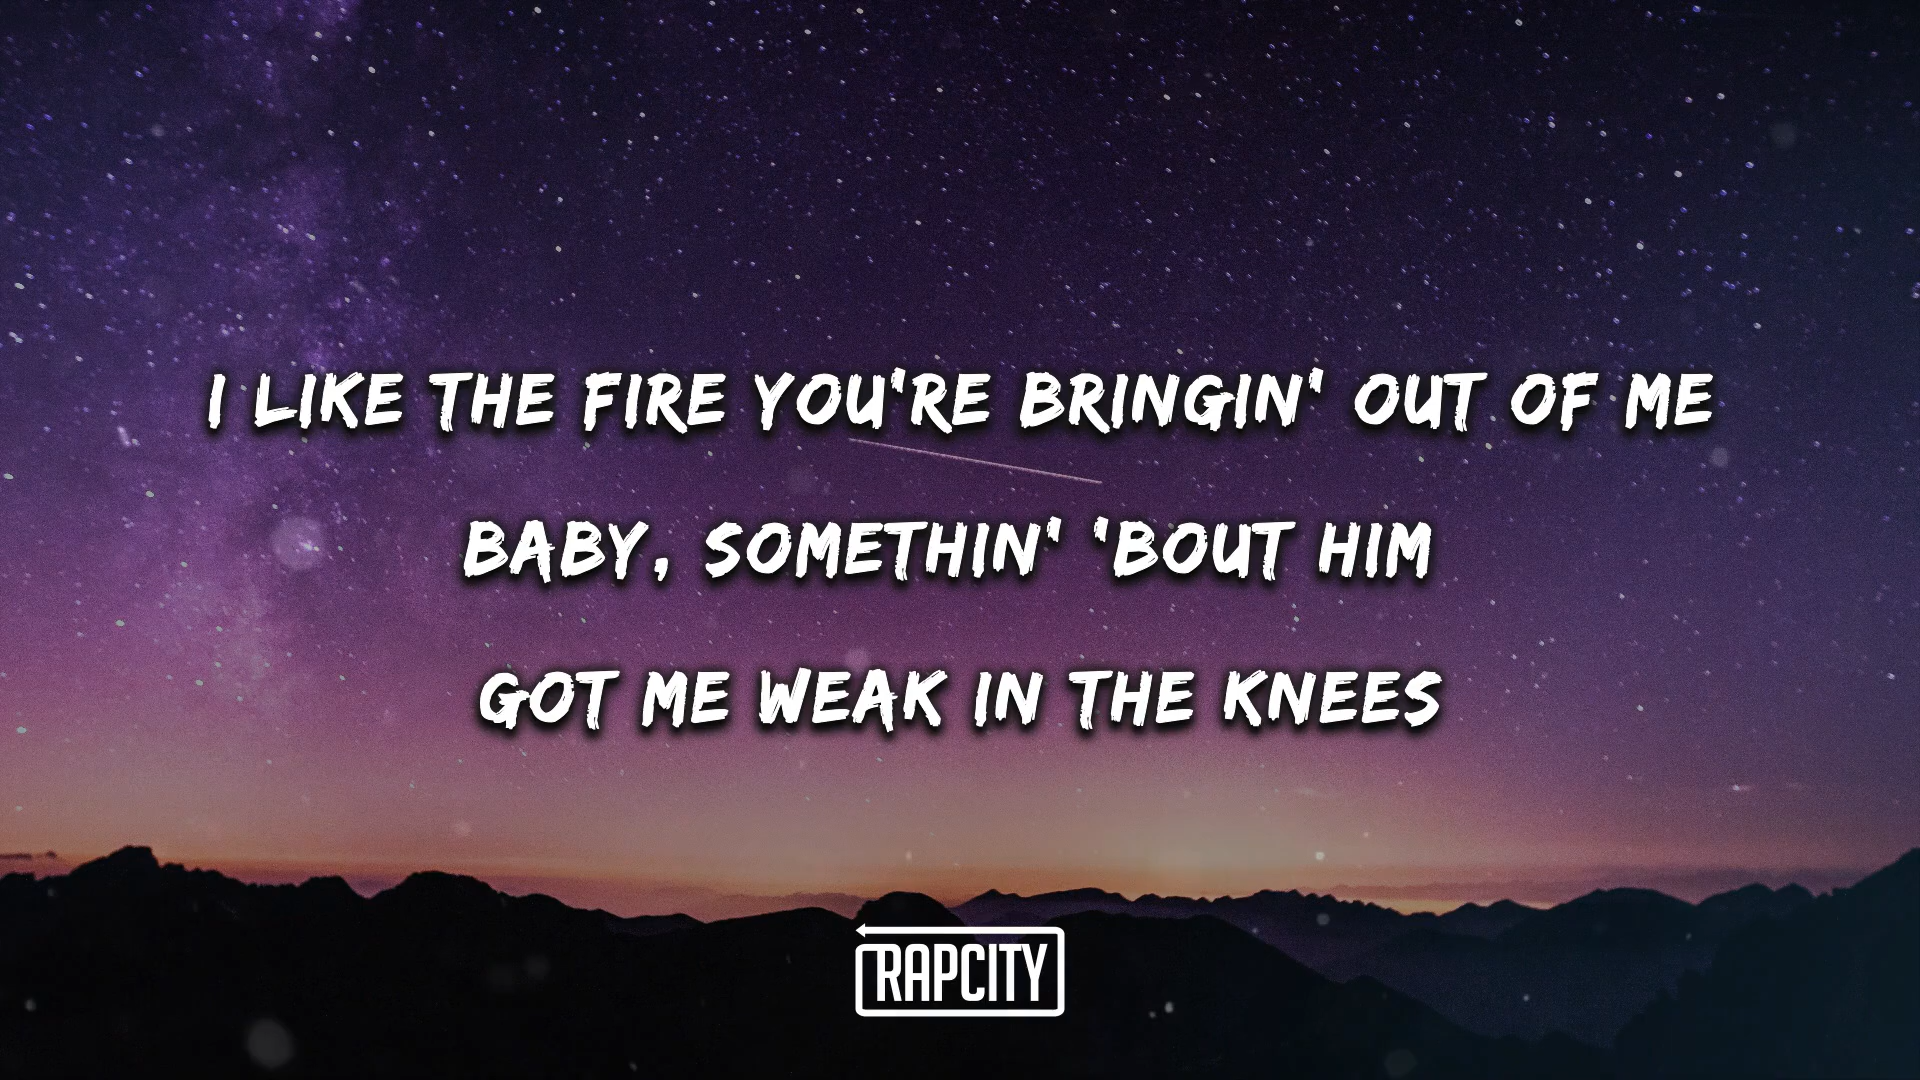 I LIKE THE FIRE YOU'RE BRINGIN' OUT OF ME
BABY, SOMETHIN' 'BOUT HIM
GOT ME WEAK IN THE KNEES
RAPCITY